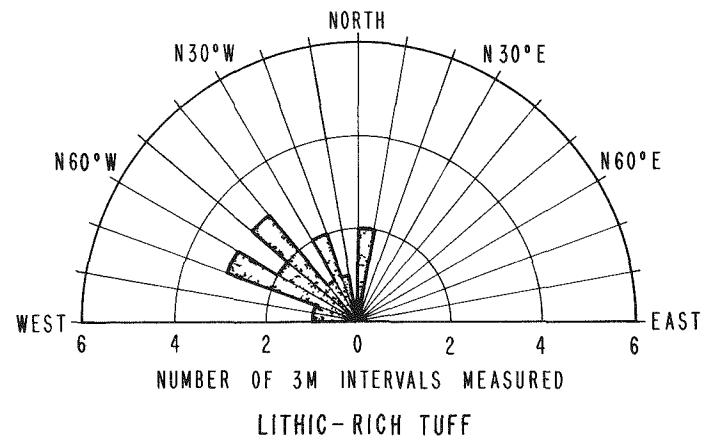 NORTH
N30°W
N30°E
N60°W
N60°E
WEST
EAST
6 4 2 0 2 4 6
NUMBER OF 3M INTERVALS MEASURED
LITHIC-RICH TUFF